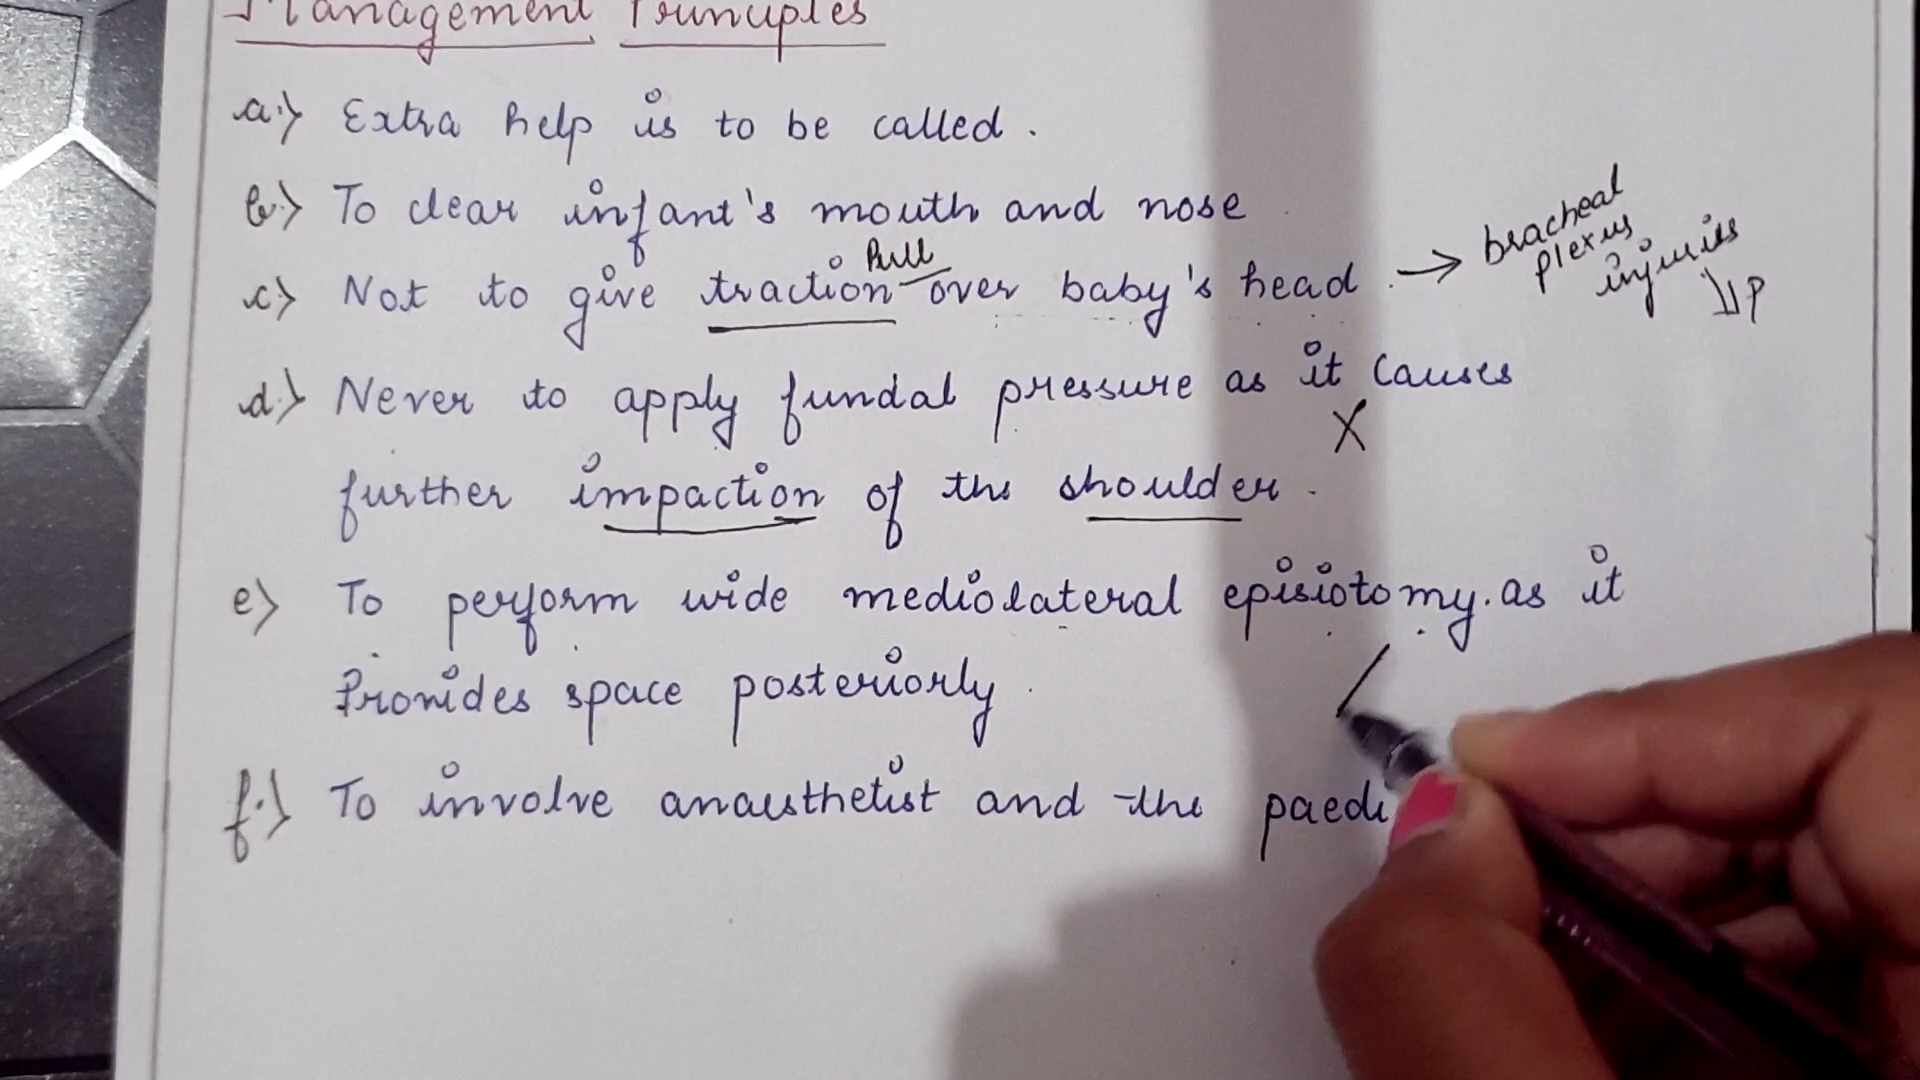 Management Principles
a.) Extra help is to be called.
b.) To clear infant's mouth and nose
Pull
c.) Not to give traction over baby's head. → bracheal
plexus
injuries
d.) Never to apply fundal pressure as it causes
X
further impaction of the shoulder.
e) To perform wide mediolateral episiotomy. as it
Provides space posteriorly.
f.) To involve anaesthetist and the paedi